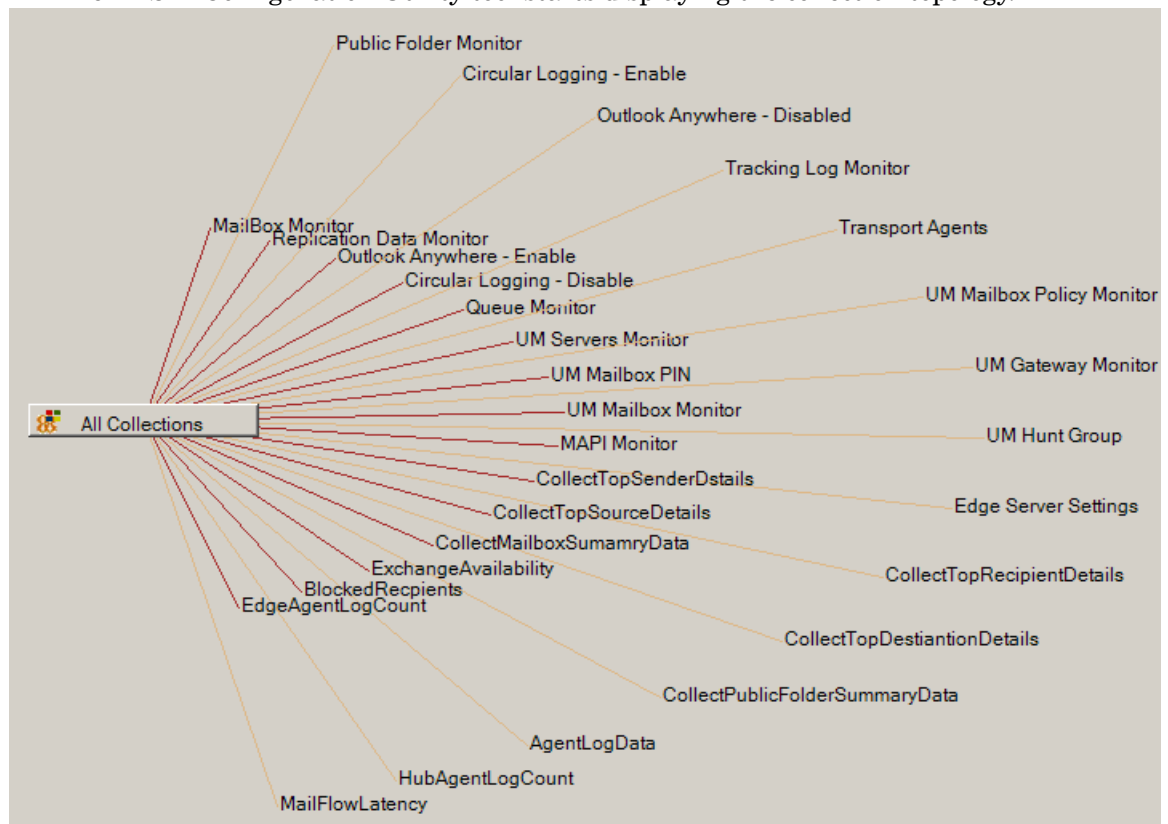 Public Folder Monitor
Circular Logging - Enable
Outlook Anywhere - Disabled
Tracking Log Monitor
MailBox Monitor
Transport Agents
Replication Data Monitor
Outlook Anywhere - Enable
Circular Logging - Disable
UM Mailbox Policy Monitor
Queue Monitor
UM Servers Monitor
UM Gateway Monitor
UM Mailbox PIN
UM Mailbox Monitor
All Collections
UM Hunt Group
MAPI Monitor
CollectTopSenderDstails
Edge Server Settings
CollectTopSourceDetails
CollectMailboxSumamryData
ExchangeAvailability
CollectTopRecipientDetails
BlockedRecpients
EdgeAgentLogCount
CollectTopDestiantionDetails
CollectPublicFolderSummaryData
AgentLogData
HubAgentLogCount
MailFlowLatency